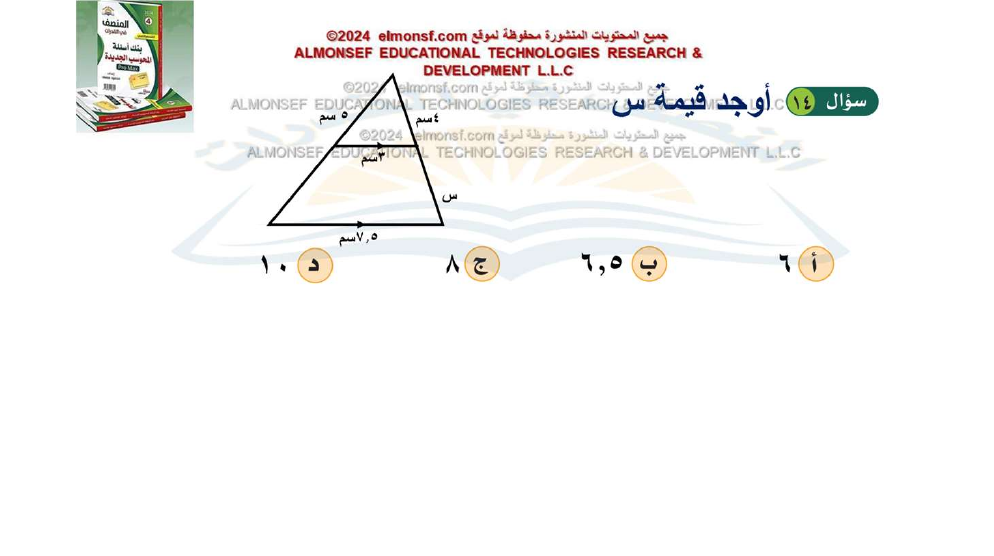 جميع المحتويات المنشورة محفوظة لموقع elmonsf.com ©2024
ALMONSEF EDUCATIONAL TECHNOLOGIES RESEARCH &
DEVELOPMENT L.L.C
جميع المحتويات المنشورة محفوظة لموقع elmonsf.com ©2024
ALMONSEF EDUCATIONAL TECHNOLOGIES RESEARCH & DEVELOPMENT L.L.C
سؤال ١٤ أوجد قيمة س
٤سم
٥ سم
جميع المحتويات المنشورة محفوظة لموقع elmonsf.com ©2024
ALMONSEF EDUCATIONAL TECHNOLOGIES RESEARCH & DEVELOPMENT L.L.C
٣سم
س
٧,٥سم
أ ٦
ب ٦,٥
ج ٨
د ١٠
المنصف
في القدرات
4
بنك أسئلة
المحوسب الجديدة